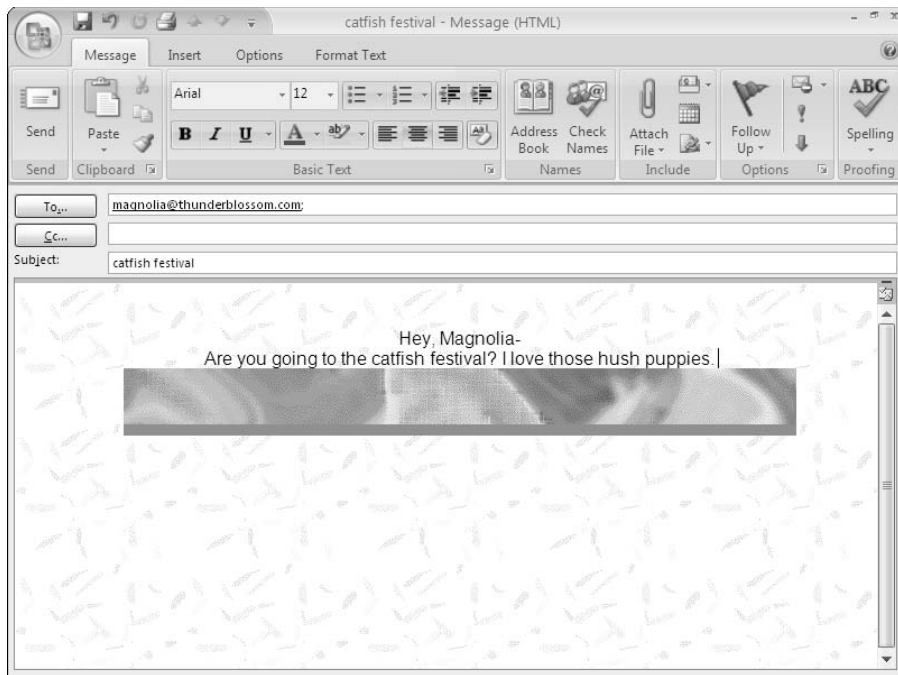 catfish festival - Message (HTML)
Message Insert Options Format Text
Arial 12
ABC
B I U A ab
Send Paste Address Book Check Names Attach File Follow Up Spelling
Send Clipboard Basic Text Names Include Options Proofing
To... magnolia@thunderblossom.com;
Cc...
Subject: catfish festival
Hey, Magnolia-
Are you going to the catfish festival? I love those hush puppies.